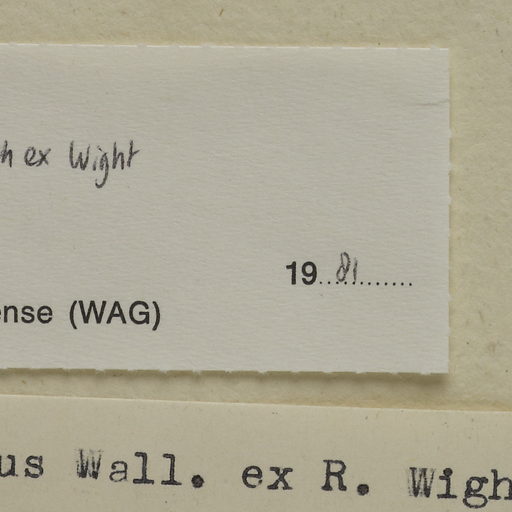 h ex Wight
19 81
ense (WAG)
us Wall. ex R. Wigh